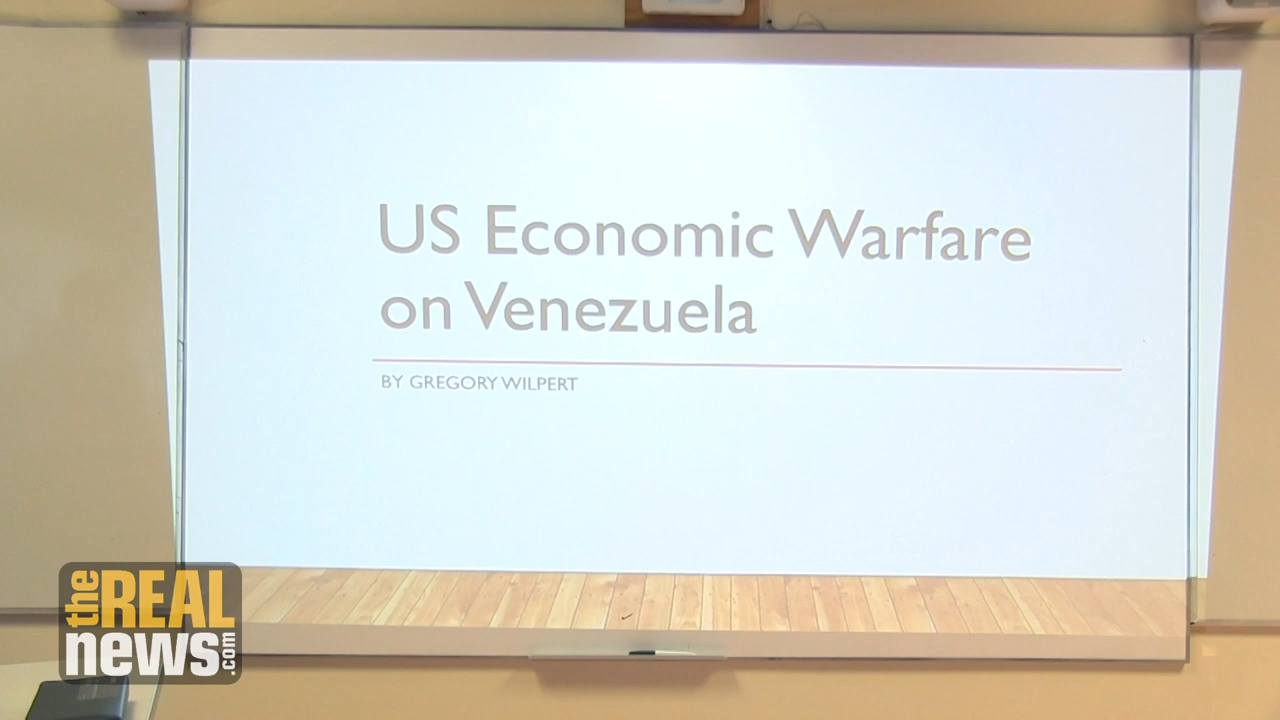 US Economic Warfare
on Venezuela
BY GREGORY WILPERT
the REAL
news.com